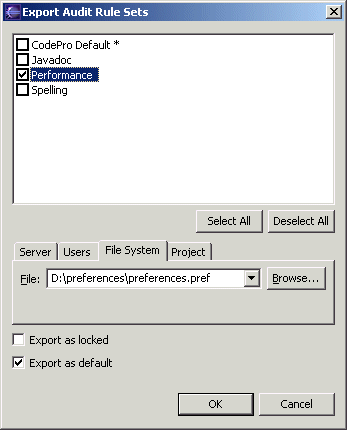 Export Audit Rule Sets
CodePro Default *
Javadoc
Performance
Spelling
Select All
Deselect All
Server
Users
File System
Project
File:
D:\preferences\preferences.pref
Browse...
Export as locked
Export as default
OK
Cancel